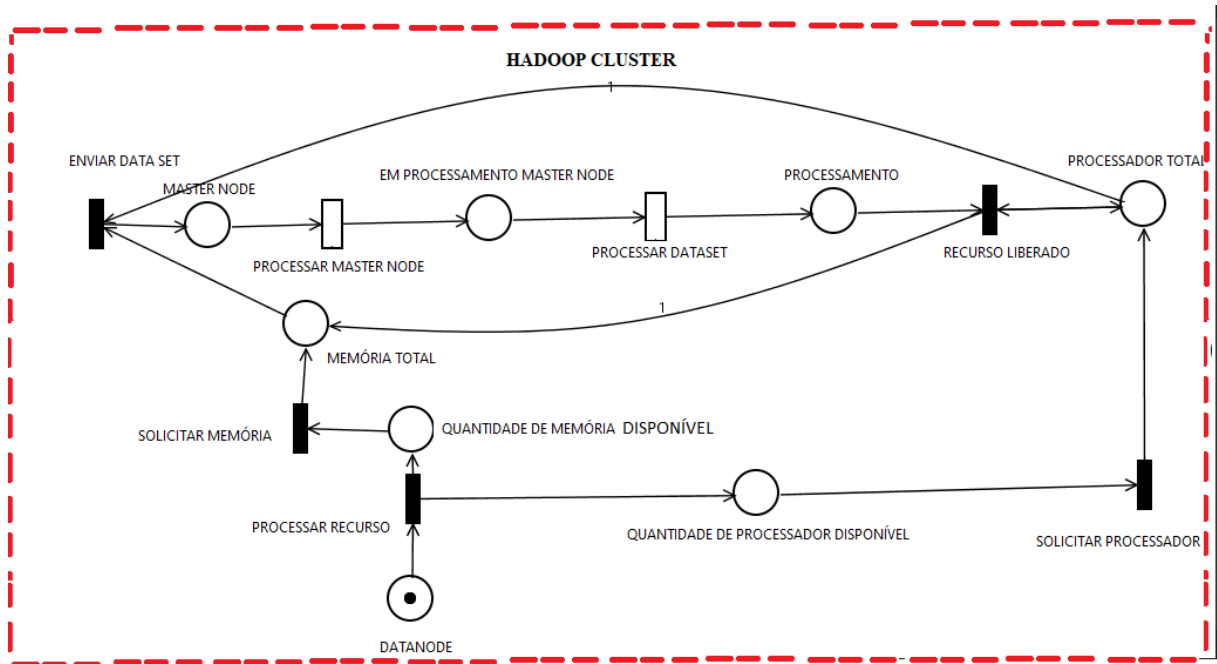 HADOOP CLUSTER
1
ENVIAR DATA SET
MASTER NODE
EM PROCESSAMENTO MASTER NODE
PROCESSAMENTO
PROCESSADOR TOTAL
PROCESSAR MASTER NODE
PROCESSAR DATASET
RECURSO LIBERADO
1
MEMÓRIA TOTAL
SOLICITAR MEMÓRIA
QUANTIDADE DE MEMÓRIA DISPONÍVEL
PROCESSAR RECURSO
QUANTIDADE DE PROCESSADOR DISPONÍVEL
SOLICITAR PROCESSADOR
DATANODE